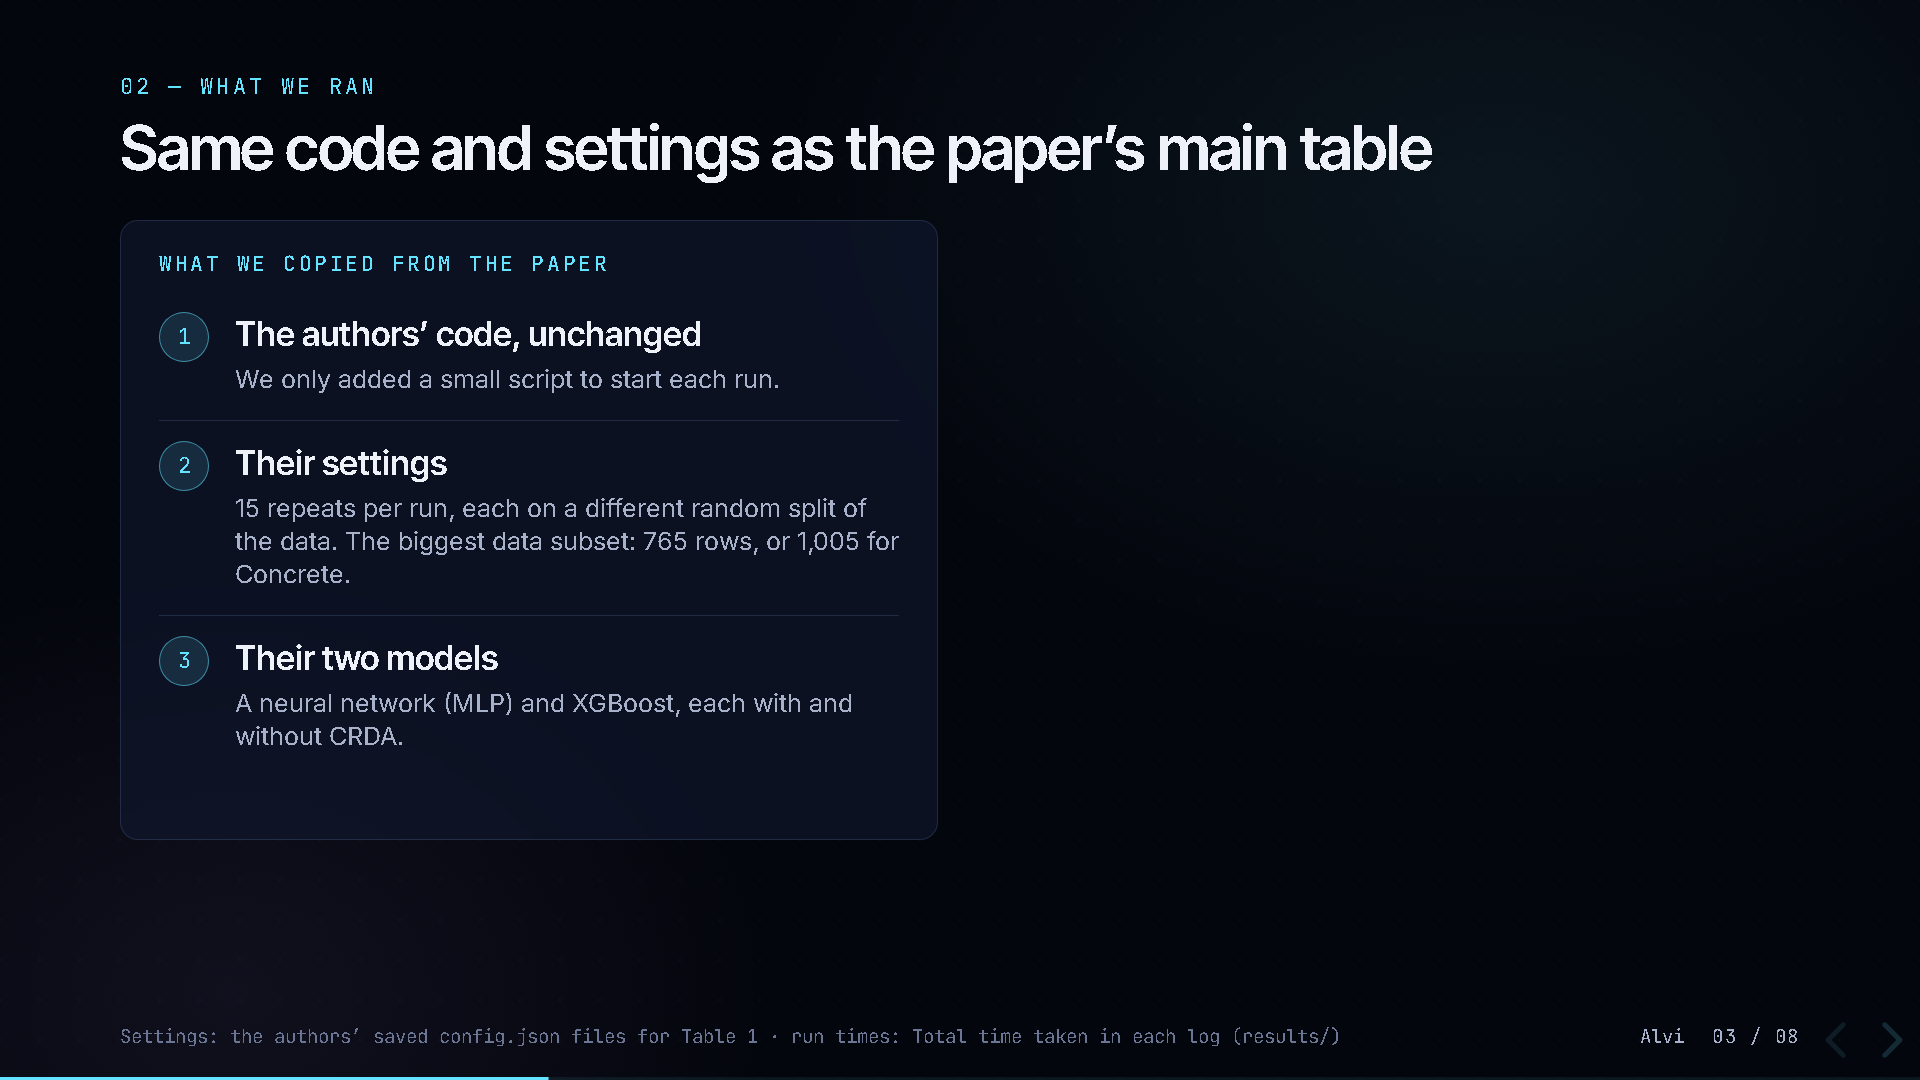 02 — WHAT WE RAN
Same code and settings as the paper’s main table
WHAT WE COPIED FROM THE PAPER
1
The authors’ code, unchanged
We only added a small script to start each run.
2
Their settings
15 repeats per run, each on a different random split of
the data. The biggest data subset: 765 rows, or 1,005 for
Concrete.
3
Their two models
A neural network (MLP) and XGBoost, each with and
without CRDA.
Settings: the authors’ saved config.json files for Table 1 · run times: Total time taken in each log (results/)
Alvi 03 / 08